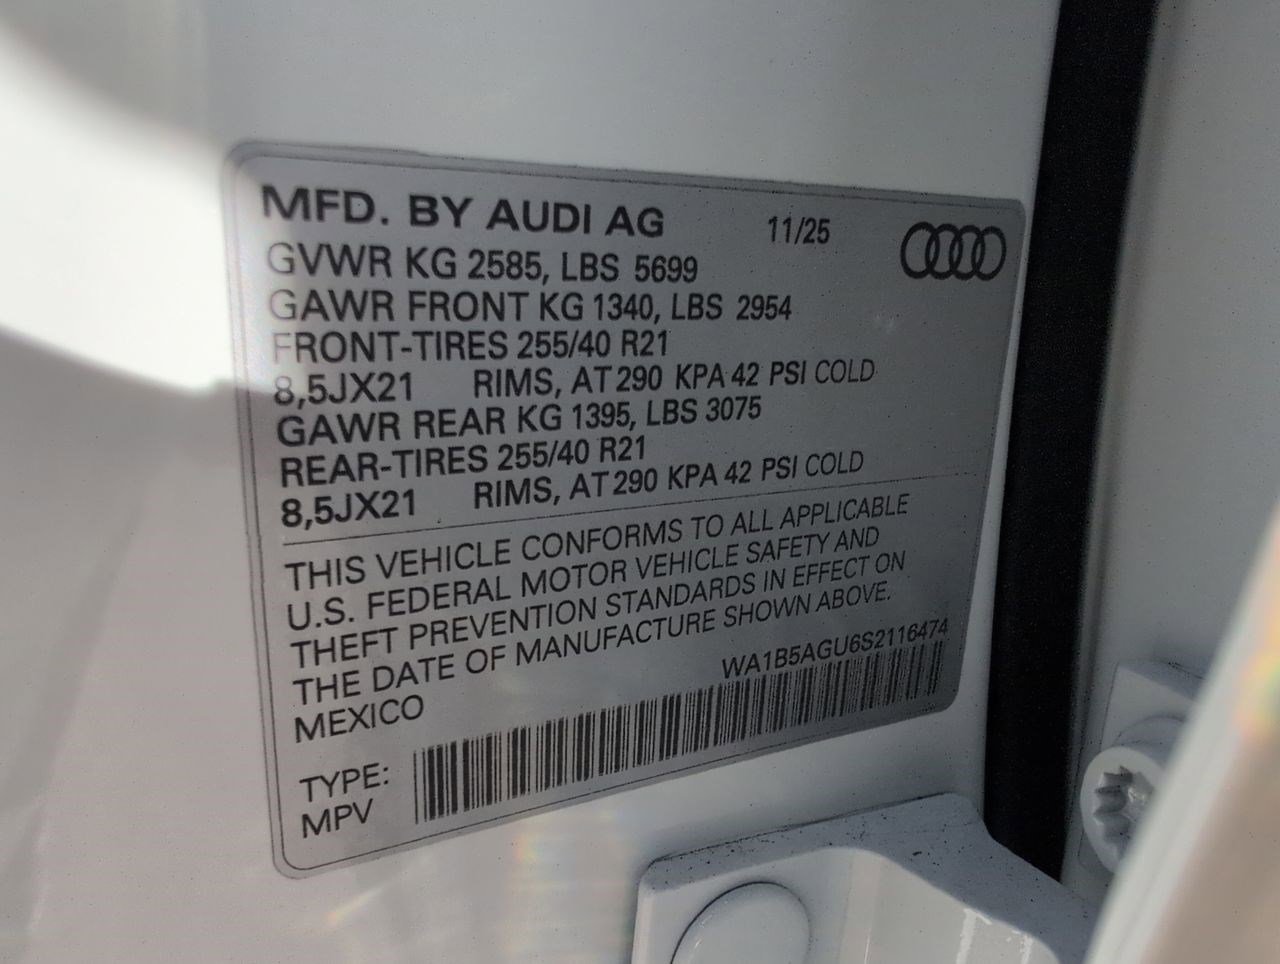 MFD. BY AUDI AG 11/25
GVWR KG 2585, LBS 5699
GAWR FRONT KG 1340, LBS 2954
FRONT-TIRES 255/40 R21
8,5JX21 RIMS, AT 290 KPA 42 PSI COLD
GAWR REAR KG 1395, LBS 3075
REAR-TIRES 255/40 R21
8,5JX21 RIMS, AT 290 KPA 42 PSI COLD
THIS VEHICLE CONFORMS TO ALL APPLICABLE
U.S. FEDERAL MOTOR VEHICLE SAFETY AND
THEFT PREVENTION STANDARDS IN EFFECT ON
THE DATE OF MANUFACTURE SHOWN ABOVE.
MEXICO WA1B5AGU6S2116474
TYPE:
MPV